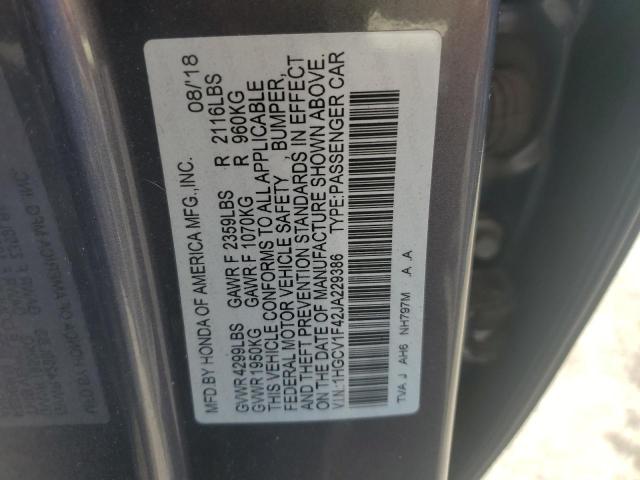 MFD.BY HONDA OF AMERICA MFG.,INC. 08/18
GVWR 4299LBS GAWR F 2359LBS R 2116LBS
GVWR 1950KG GAWR F 1070KG R 960KG
THIS VEHICLE CONFORMS TO ALL APPLICABLE
FEDERAL MOTOR VEHICLE SAFETY, BUMPER,
AND THEFT PREVENTION STANDARDS IN EFFECT
ON THE DATE OF MANUFACTURE SHOWN ABOVE.
VIN:1HGCV1F42JA229386 TYPE:PASSENGER CAR
TVA J AH6 NH797M .A .A